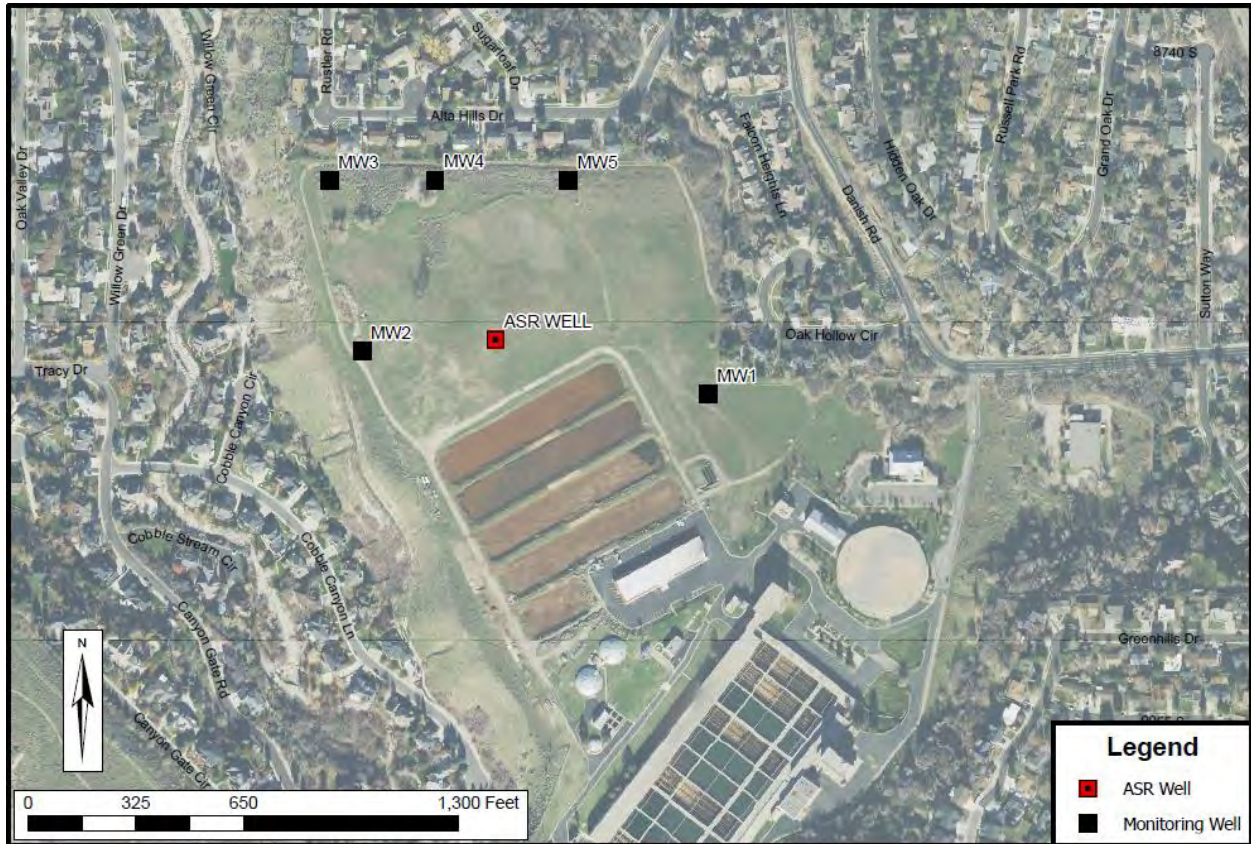 Oak Valley Dr
Willow Green Dr
Willow Green Cir
Rustler Rd
Sugarloaf Dr
Alta Hills Dr
MW3
MW4
MW5
Falcon Heights Ln
Danish Rd
Hidden Oak Dr
Russell Park Rd
Grand Oak Dr
8740 S
Sutton Way
MW2
ASR WELL
Oak Hollow Cir
Tracy Dr
MW1
Cobble Canyon Cir
Cobble Stream Cir
Cobble Canyon Ln
Canyon Gate Rd
Canyon Gate Cir
Greenhills Dr
N
0 325 650 1,300 Feet
Legend
ASR Well
Monitoring Well